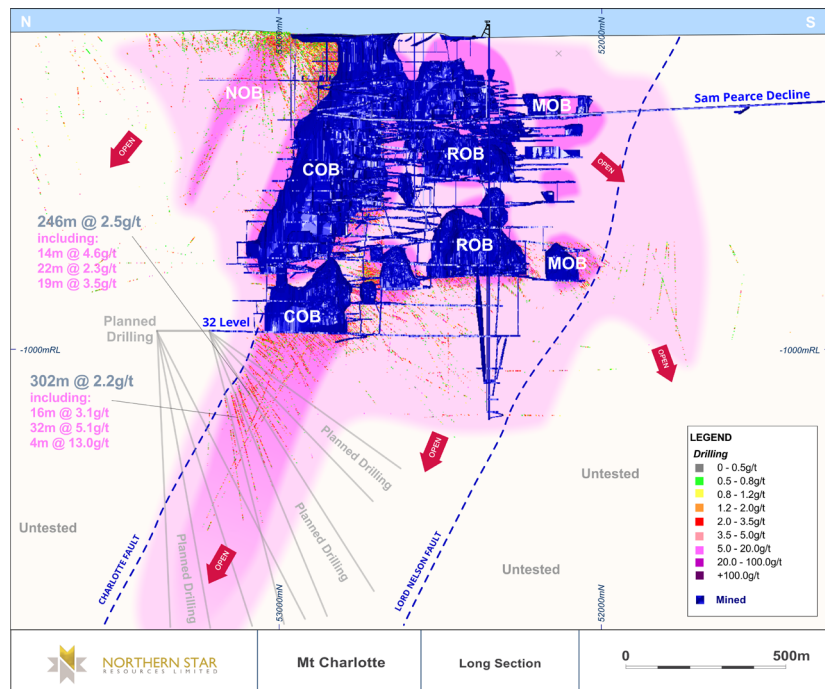 N
S
53000mN
52000mN
NOB
MOB
Sam Pearce Decline
OPEN
COB
ROB
OPEN
246m @ 2.5g/t
including:
14m @ 4.6g/t
22m @ 2.3g/t
19m @ 3.5g/t
ROB
MOB
Planned
Drilling
32 Level
COB
-1000mRL
-1000mRL
302m @ 2.2g/t
including:
16m @ 3.1g/t
32m @ 5.1g/t
4m @ 13.0g/t
OPEN
Planned Drilling
OPEN
Untested
Untested
Planned Drilling
Planned Drilling
OPEN
CHARLOTTE FAULT
LORD NELSON FAULT
Untested
53000mN
52000mN
LEGEND
Drilling
0 - 0.5g/t
0.5 - 0.8g/t
0.8 - 1.2g/t
1.2 - 2.0g/t
2.0 - 3.5g/t
3.5 - 5.0g/t
5.0 - 20.0g/t
20.0 - 100.0g/t
+100.0g/t
Mined
NORTHERN STAR
RESOURCES LIMITED
Mt Charlotte
Long Section
0
500m